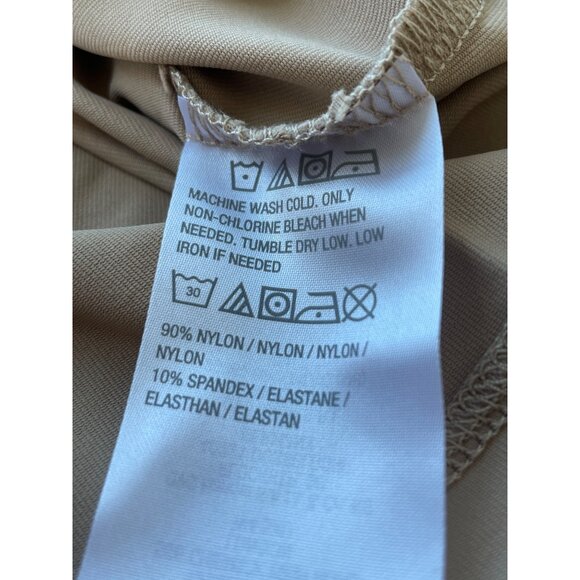 MACHINE WASH COLD. ONLY
NON-CHLORINE BLEACH WHEN
NEEDED. TUMBLE DRY LOW. LOW
IRON IF NEEDED
30
90% NYLON / NYLON / NYLON /
NYLON
10% SPANDEX / ELASTANE /
ELASTHAN / ELASTAN